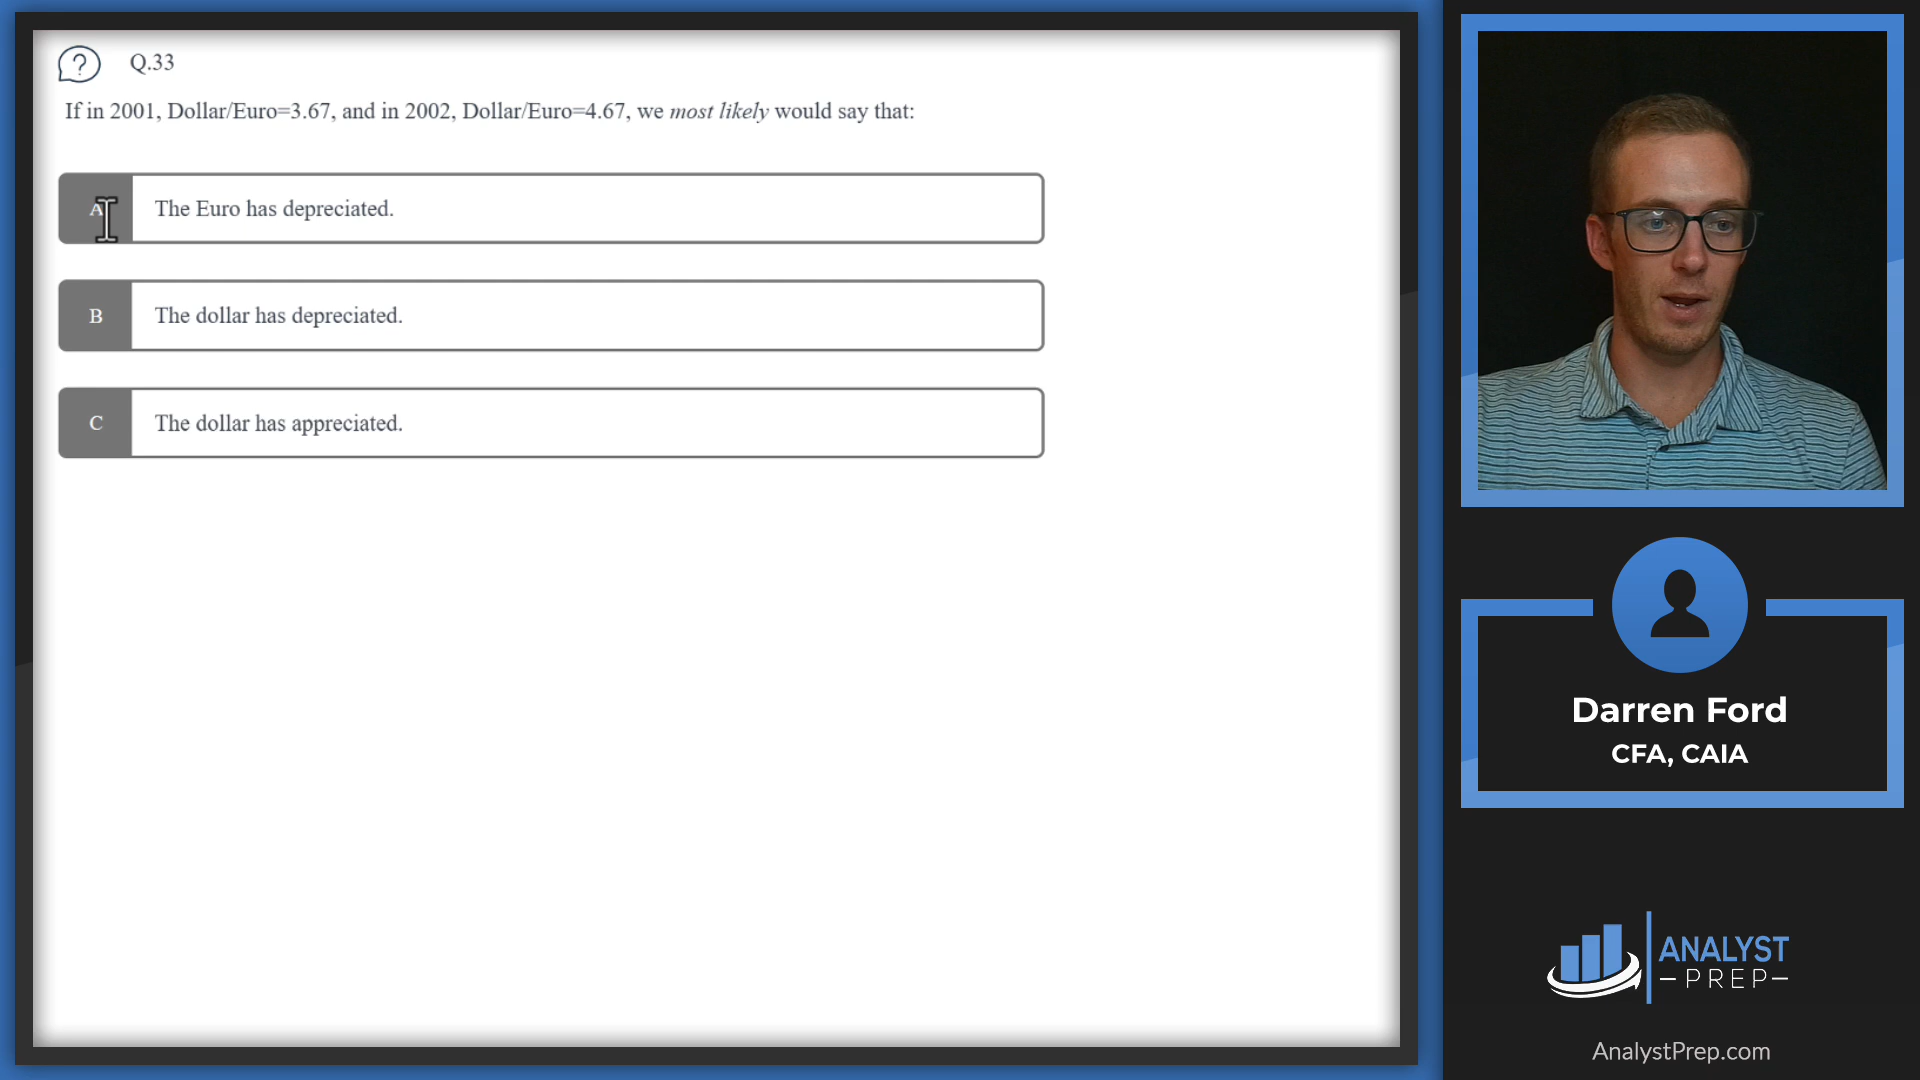 ?
Q.33
If in 2001, Dollar/Euro=3.67, and in 2002, Dollar/Euro=4.67, we most likely would say that:
A
The Euro has depreciated.
B
The dollar has depreciated.
C
The dollar has appreciated.
Darren Ford
CFA, CAIA
ANALYST
PREP
AnalystPrep.com